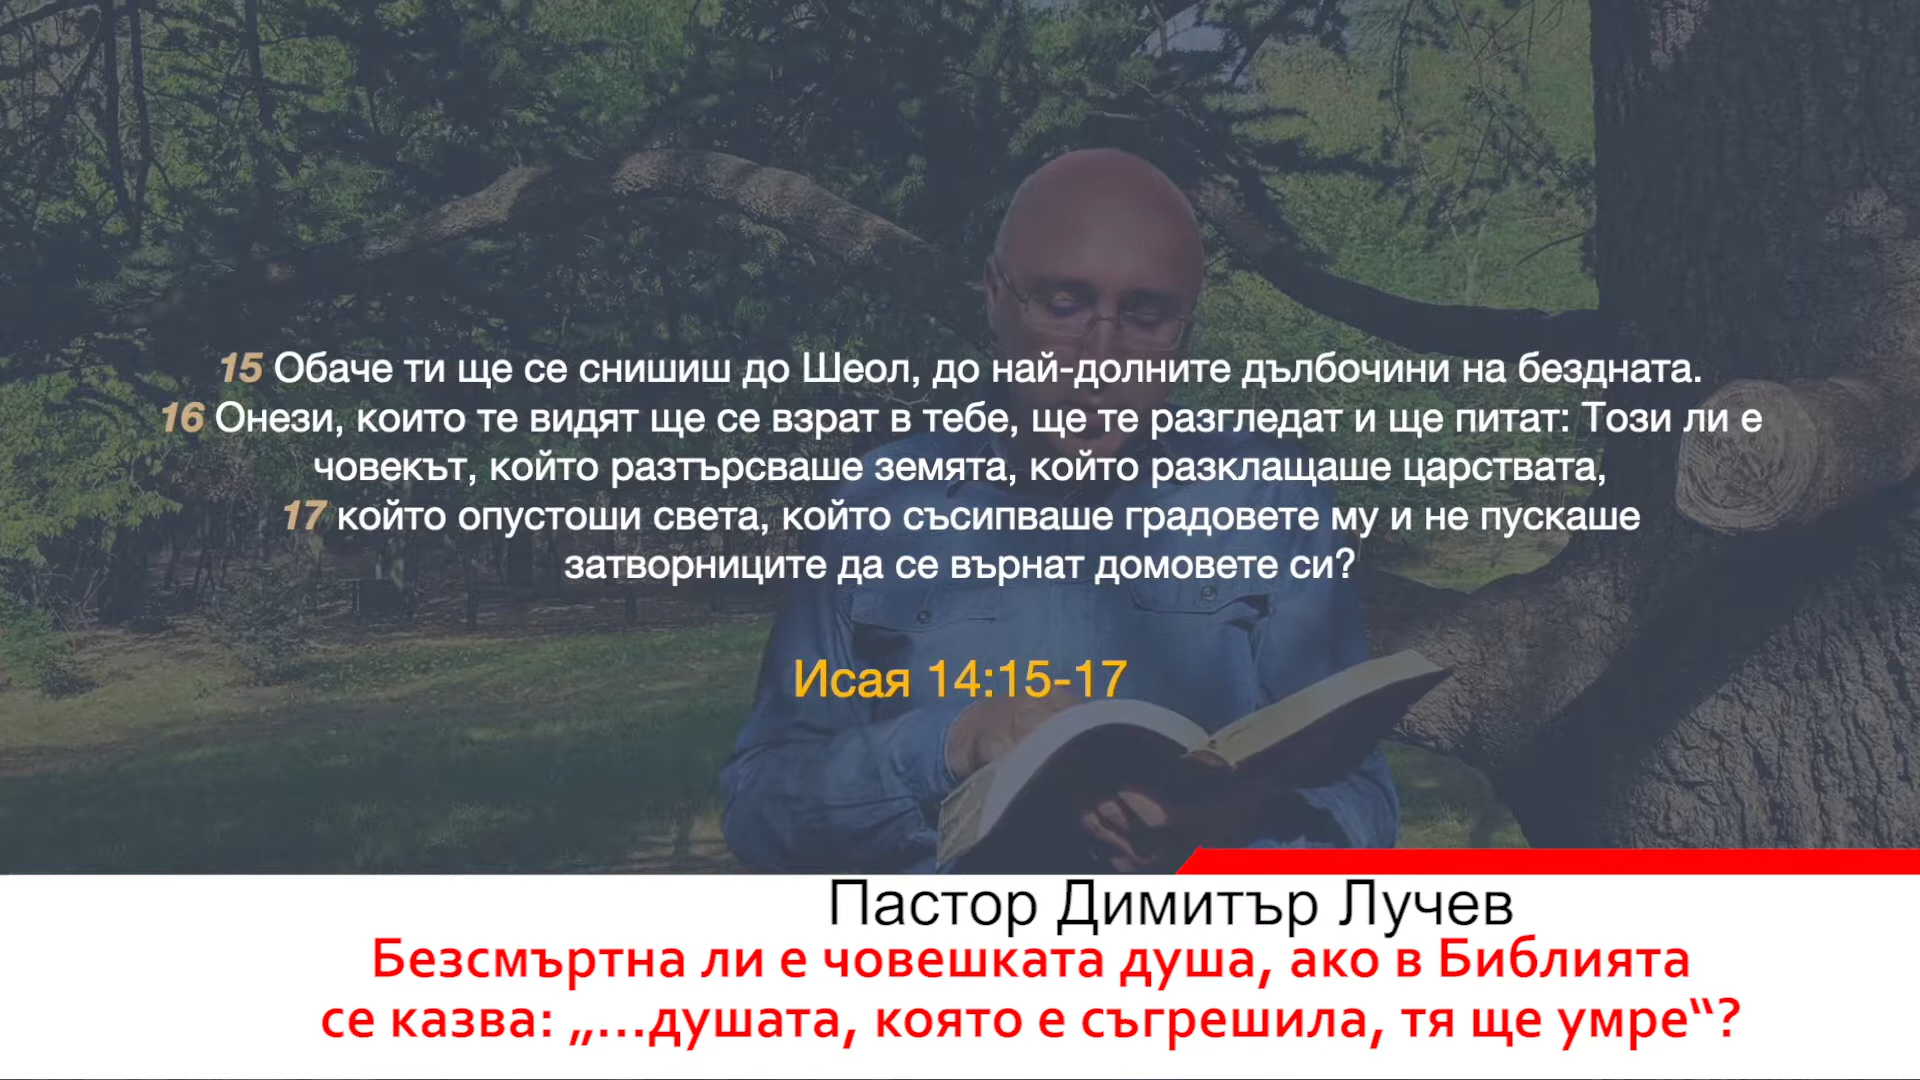 15 Обаче ти ще се снишиш до Шеол, до най-долните дълбочини на бездната.
16 Онези, които те видят ще се взрат в тебе, ще те разгледат и ще питат: Този ли е
човекът, който разтърсваше земята, който разклащаше царствата,
17 който опустоши света, който съсипваше градовете му и не пускаше
затворниците да се върнат домовете си?
Исая 14:15-17
Пастор Димитър Лучев
Безсмъртна ли е човешката душа, ако в Библията
се казва: „...душата, която е съгрешила, тя ще умре“?